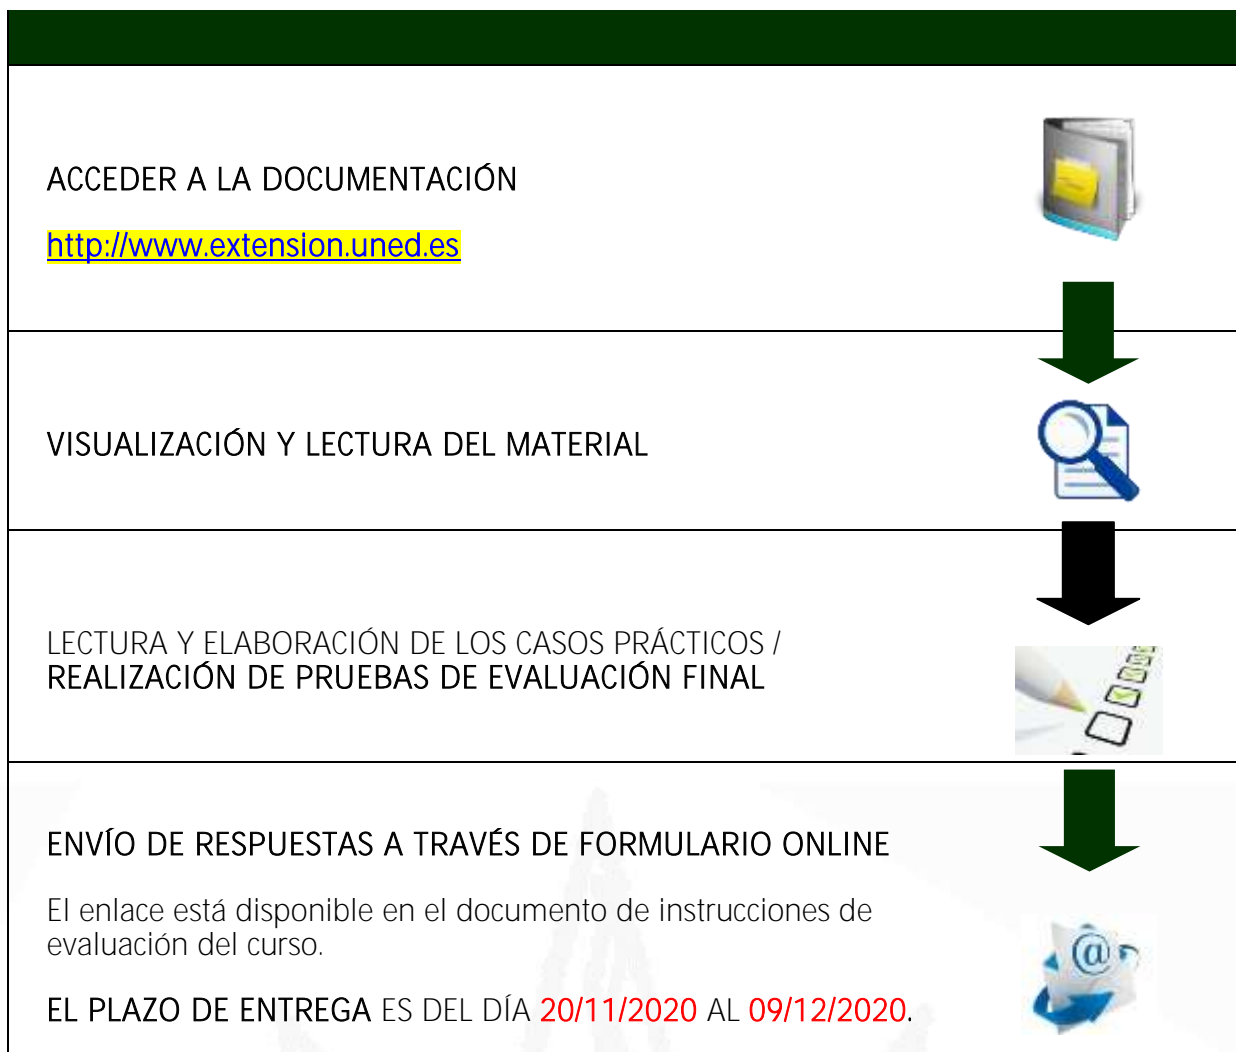 ACCEDER A LA DOCUMENTACIÓN
http://www.extension.uned.es
VISUALIZACIÓN Y LECTURA DEL MATERIAL
LECTURA Y ELABORACIÓN DE LOS CASOS PRÁCTICOS /
REALIZACIÓN DE PRUEBAS DE EVALUACIÓN FINAL
ENVÍO DE RESPUESTAS A TRAVÉS DE FORMULARIO ONLINE
El enlace está disponible en el documento de instrucciones de
evaluación del curso.
EL PLAZO DE ENTREGA ES DEL DÍA 20/11/2020 AL 09/12/2020.
@